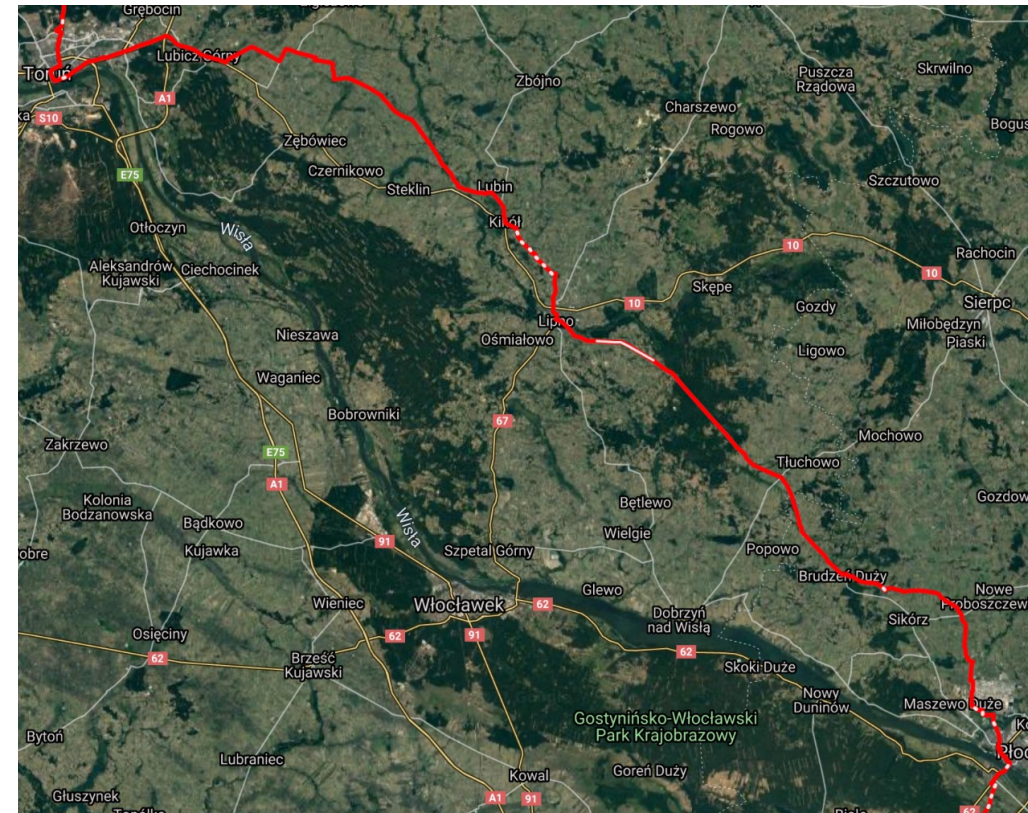 Grębocin
Lubicz Górny
Toruń
Skrwilno
Zbójno
Puszcza
Rządowa
A1
S10
Charszewo
Rogowo
Zębówiec
Czernikowo
E75
Steklin
Lubin
Szczutowo
Kikół
Otłoczyn
Wisła
10
Rachocin
Aleksandrów
Kujawski
Ciechocinek
10
Skępe
10
Gozdy
Sierpc
Lipno
Miłobędzyn
Piaski
Nieszawa
Ośmiałowo
Ligowo
Waganiec
Bobrowniki
67
Zakrzewo
Mochowo
E75
Tłuchowo
A1
Kolonia
Bodzanowska
Bętlewo
Bądkowo
Wisła
Wielgie
Kujawka
91
Szpetal Górny
Popowo
Brudzeń Duży
Wieniec
Włocławek
62
Glewo
Nowe
Dobrzyń
nad Wisłą
Sikórz
Osięciny
62
91
62
62
Brześć
Kujawski
Skoki Duże
Nowy
Duninów
Maszewo Duże
Gostynińsko-Włocławski
Park Krajobrazowy
Bytoń
Lubraniec
Kowal
Goreń Duży
Głuszynek
A1
91
62